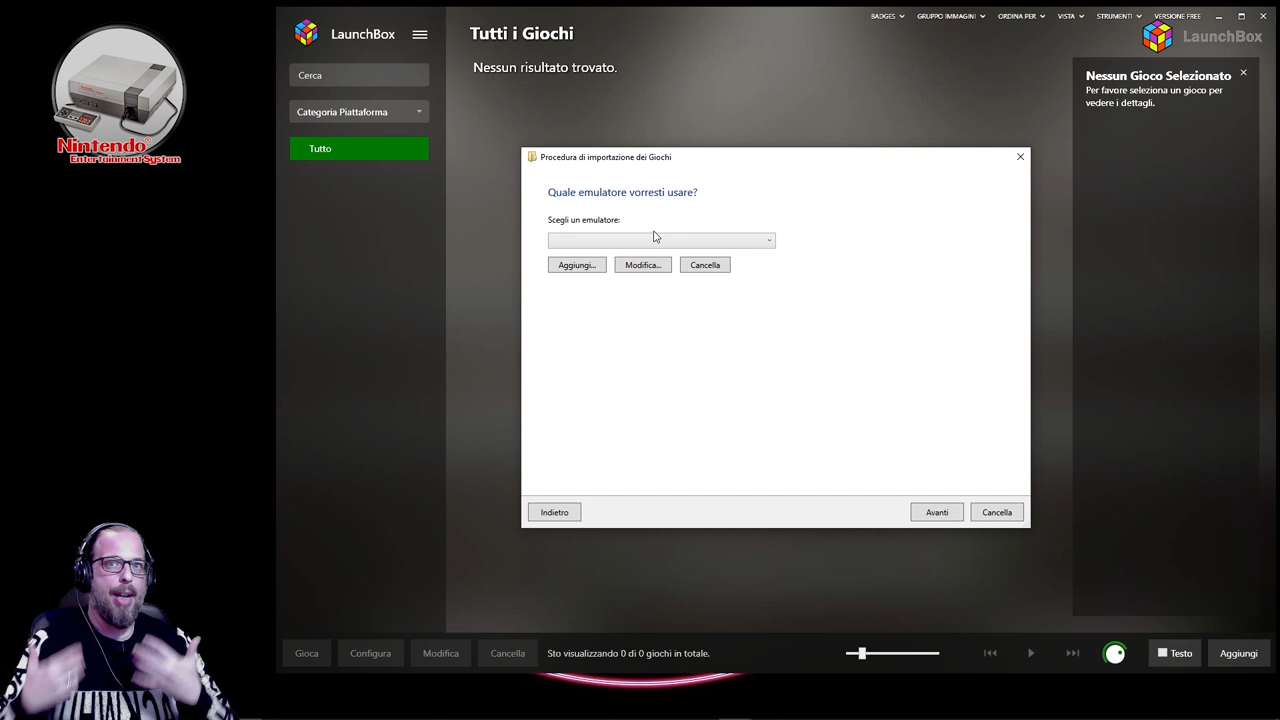 Nintendo®
Entertainment System
LaunchBox
Cerca
Categoria Piattaforma
Tutto
Tutti i Giochi
Nessun risultato trovato.
BADGES
GRUPPO IMMAGINI
ORDINA PER
VISTA
STRUMENTI
VERSIONE FREE
LaunchBox
Nessun Gioco Selezionato
Per favore seleziona un gioco per
vedere i dettagli.
Procedura di importazione dei Giochi
Quale emulatore vorresti usare?
Scegli un emulatore:
Aggiungi...
Modifica...
Cancella
Indietro
Avanti
Cancella
Gioca
Configura
Modifica
Cancella
Sto visualizzando 0 di 0 giochi in totale.
Testo
Aggiungi